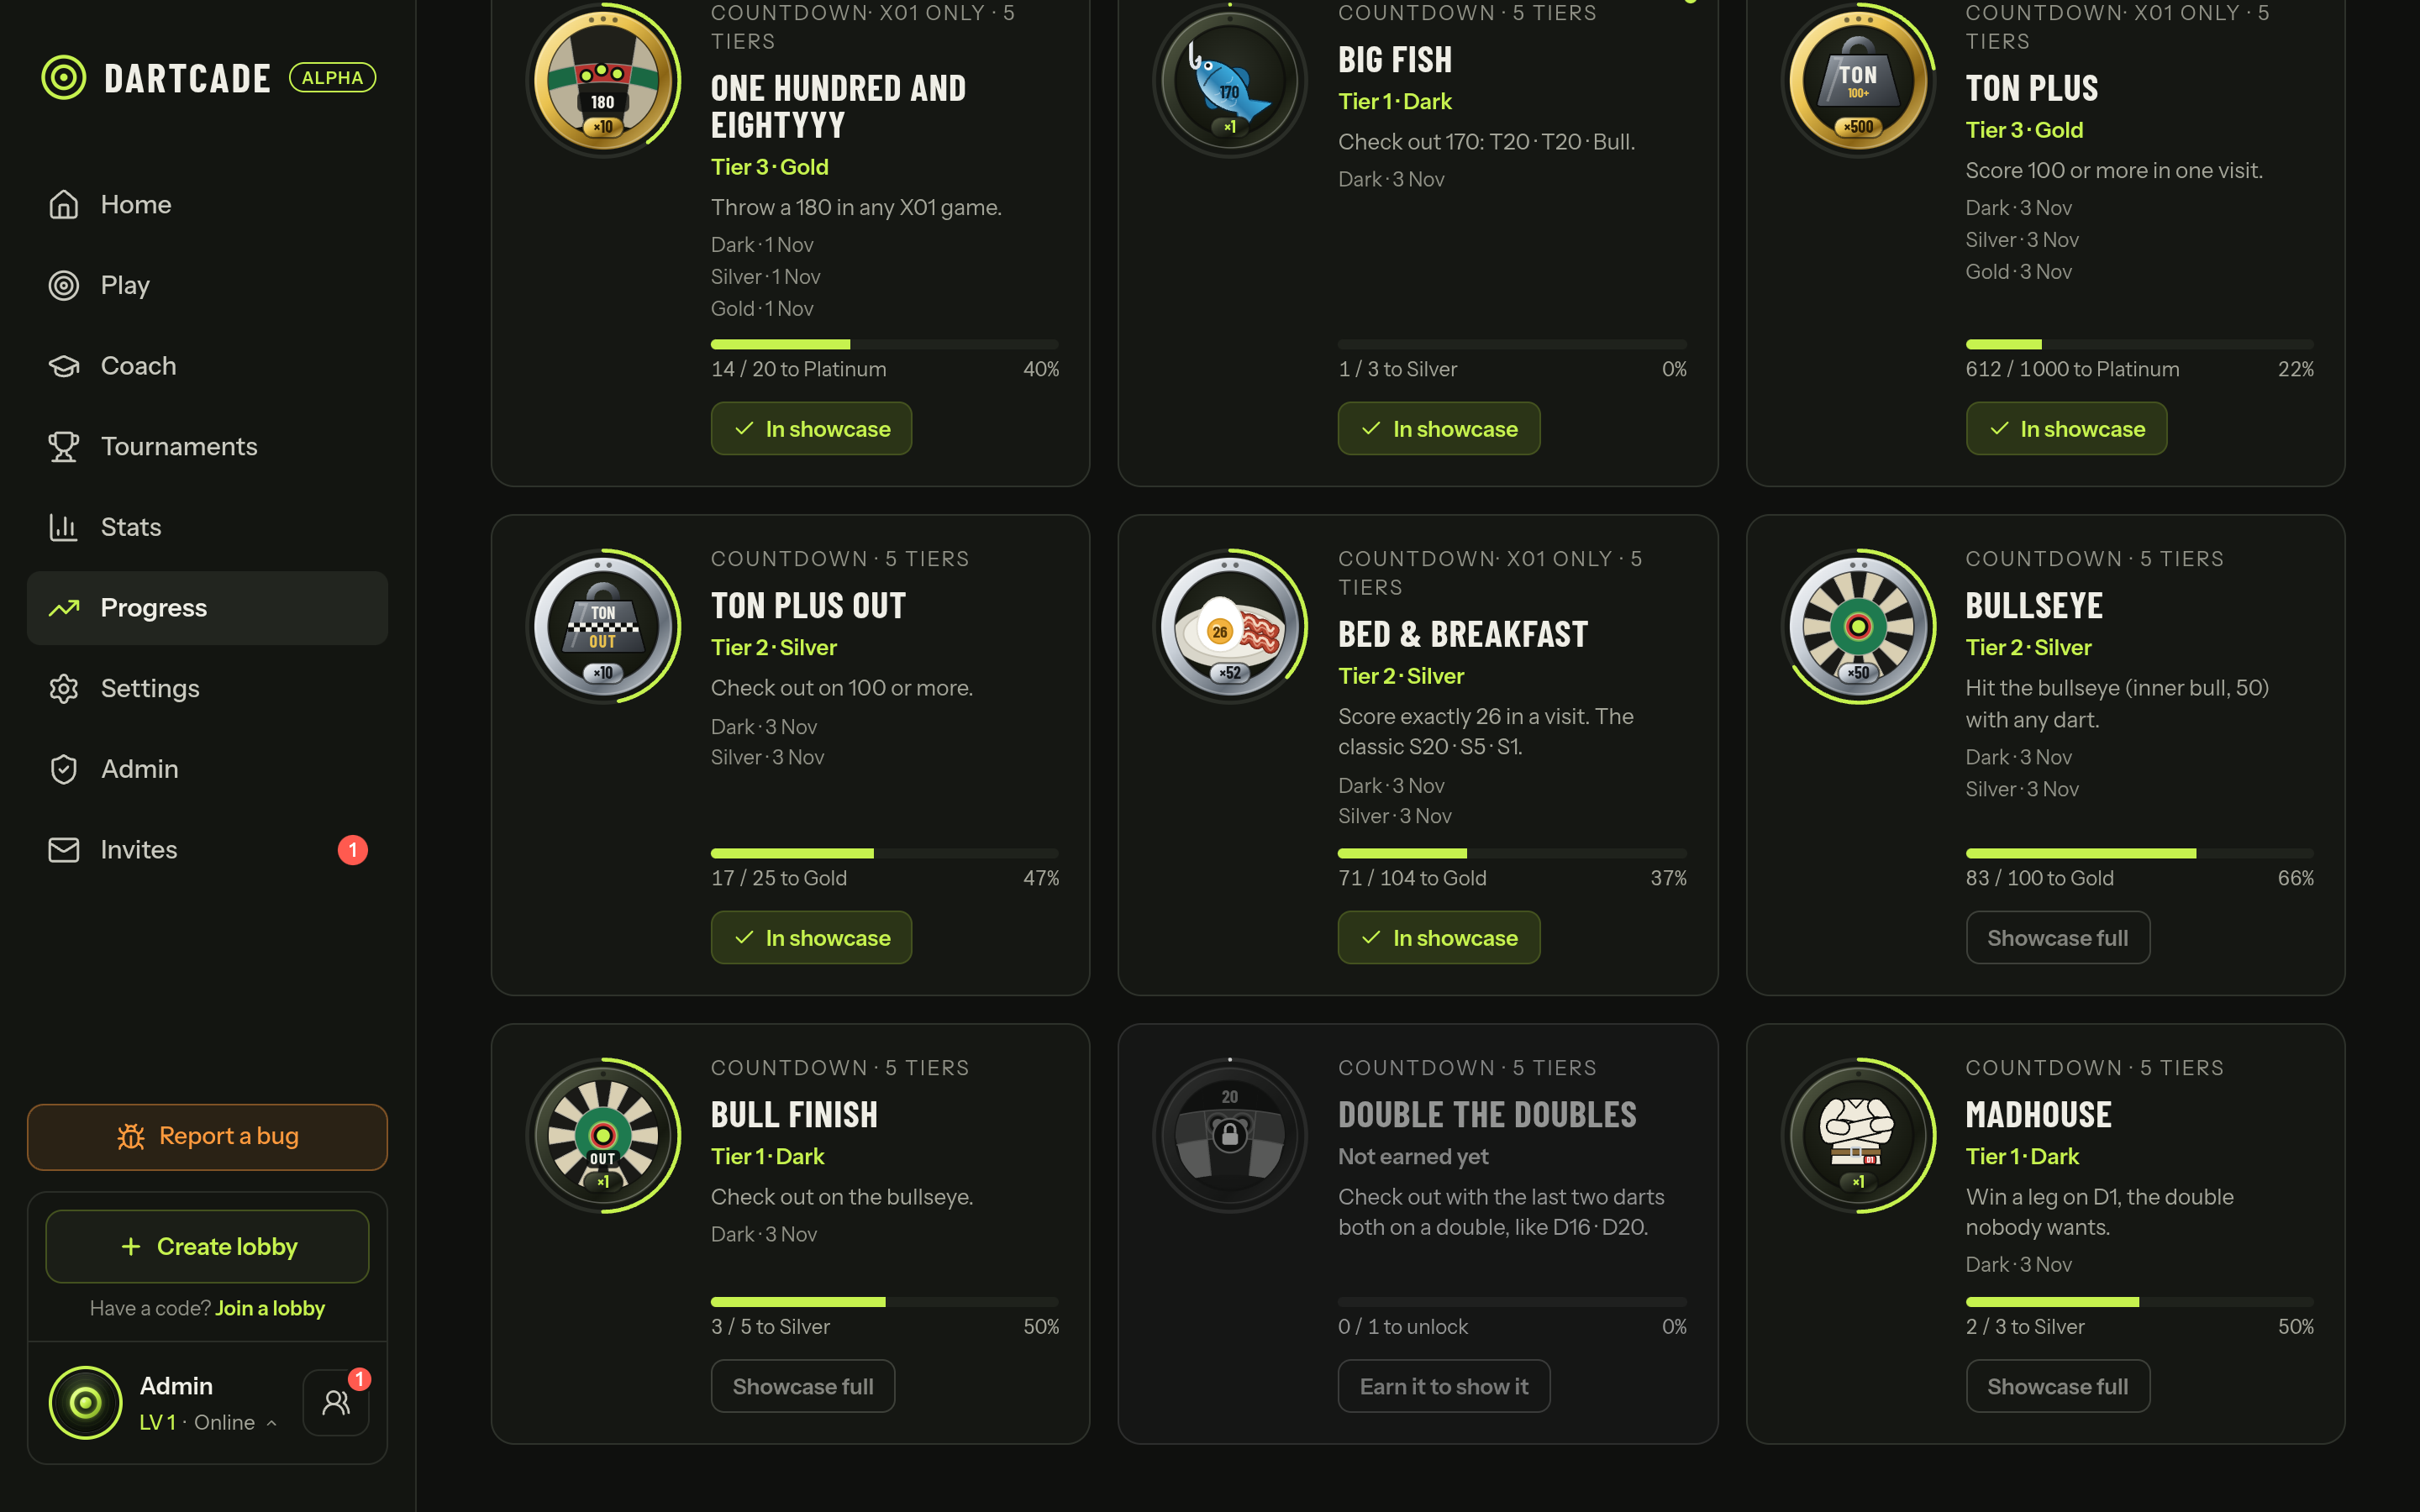 DARTCADE ALPHA
Home
Play
Coach
Tournaments
Stats
Progress
Settings
Admin
Invites 1
Report a bug
+ Create lobby
Have a code? Join a lobby
Admin
LV 1 · Online
1
COUNTDOWN· X01 ONLY · 5
TIERS
ONE HUNDRED AND
EIGHTYYY
Tier 3 · Gold
Throw a 180 in any X01 game.
Dark · 1 Nov
Silver · 1 Nov
Gold · 1 Nov
180
×10
14 / 20 to Platinum 40%
In showcase
COUNTDOWN · 5 TIERS
BIG FISH
Tier 1 · Dark
Check out 170: T20 · T20 · Bull.
Dark · 3 Nov
170
×1
1 / 3 to Silver 0%
In showcase
COUNTDOWN· X01 ONLY · 5
TIERS
TON PLUS
Tier 3 · Gold
Score 100 or more in one visit.
Dark · 3 Nov
Silver · 3 Nov
Gold · 3 Nov
TON
100+
×500
612 / 1000 to Platinum 22%
In showcase
COUNTDOWN · 5 TIERS
TON PLUS OUT
Tier 2 · Silver
Check out on 100 or more.
Dark · 3 Nov
Silver · 3 Nov
TON
OUT
×10
17 / 25 to Gold 47%
In showcase
COUNTDOWN· X01 ONLY · 5
TIERS
BED & BREAKFAST
Tier 2 · Silver
Score exactly 26 in a visit. The
classic S20 · S5 · S1.
Dark · 3 Nov
Silver · 3 Nov
26
×52
71 / 104 to Gold 37%
In showcase
COUNTDOWN · 5 TIERS
BULLSEYE
Tier 2 · Silver
Hit the bullseye (inner bull, 50)
with any dart.
Dark · 3 Nov
Silver · 3 Nov
×50
83 / 100 to Gold 66%
Showcase full
COUNTDOWN · 5 TIERS
BULL FINISH
Tier 1 · Dark
Check out on the bullseye.
Dark · 3 Nov
OUT
×1
3 / 5 to Silver 50%
Showcase full
COUNTDOWN · 5 TIERS
DOUBLE THE DOUBLES
Not earned yet
Check out with the last two darts
both on a double, like D16 · D20.
20
0 / 1 to unlock 0%
Earn it to show it
COUNTDOWN · 5 TIERS
MADHOUSE
Tier 1 · Dark
Win a leg on D1, the double
nobody wants.
Dark · 3 Nov
D1
×1
2 / 3 to Silver 50%
Showcase full